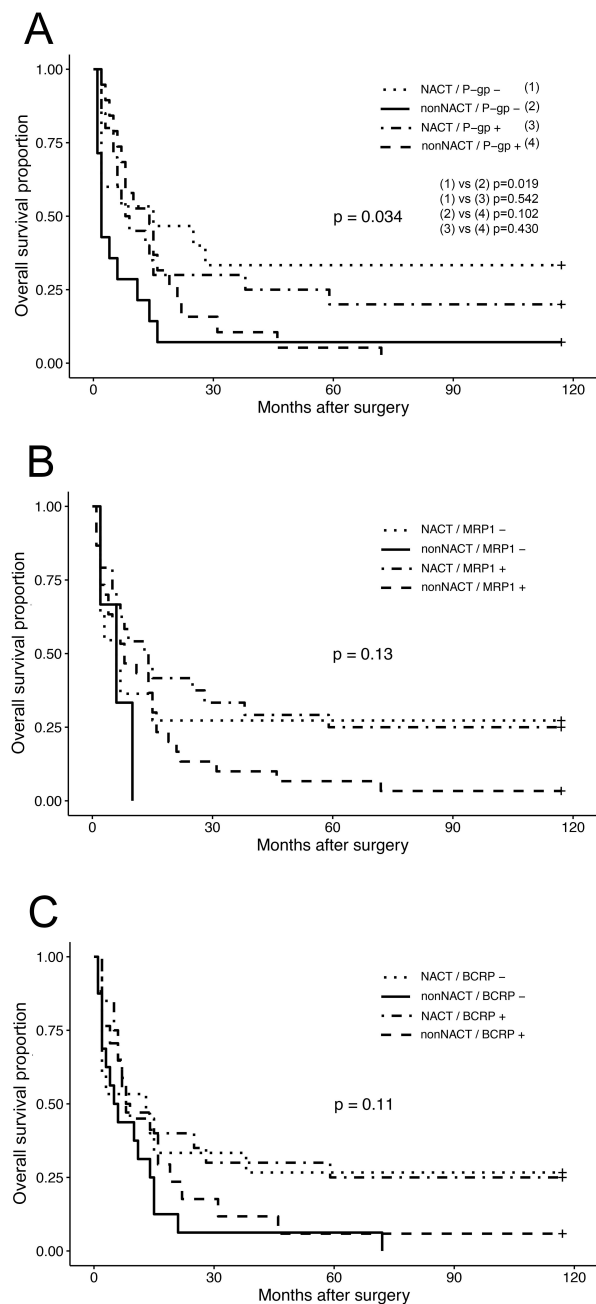 A
1.00
0.75
0.50
0.25
0.00
Overall survival proportion
NACT / P-gp − (1)
nonNACT / P-gp − (2)
NACT / P-gp + (3)
nonNACT / P-gp + (4)
(1) vs (2) p=0.019
(1) vs (3) p=0.542
(2) vs (4) p=0.102
(3) vs (4) p=0.430
p = 0.034
0 30 60 90 120
Months after surgery
B
1.00
0.75
0.50
0.25
0.00
Overall survival proportion
NACT / MRP1 −
nonNACT / MRP1 −
NACT / MRP1 +
nonNACT / MRP1 +
p = 0.13
0 30 60 90 120
Months after surgery
C
1.00
0.75
0.50
0.25
0.00
Overall survival proportion
NACT / BCRP −
nonNACT / BCRP −
NACT / BCRP +
nonNACT / BCRP +
p = 0.11
0 30 60 90 120
Months after surgery